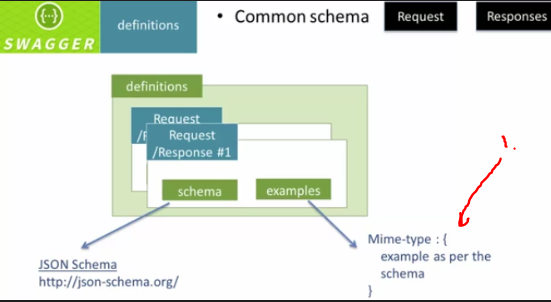 {···}
SWAGGER
definitions
• Common schema
Request
Responses
definitions
Request
/R
Request
/Response #1
schema
examples
1.
JSON Schema
http://json-schema.org/
Mime-type : {
example as per the
schema
}